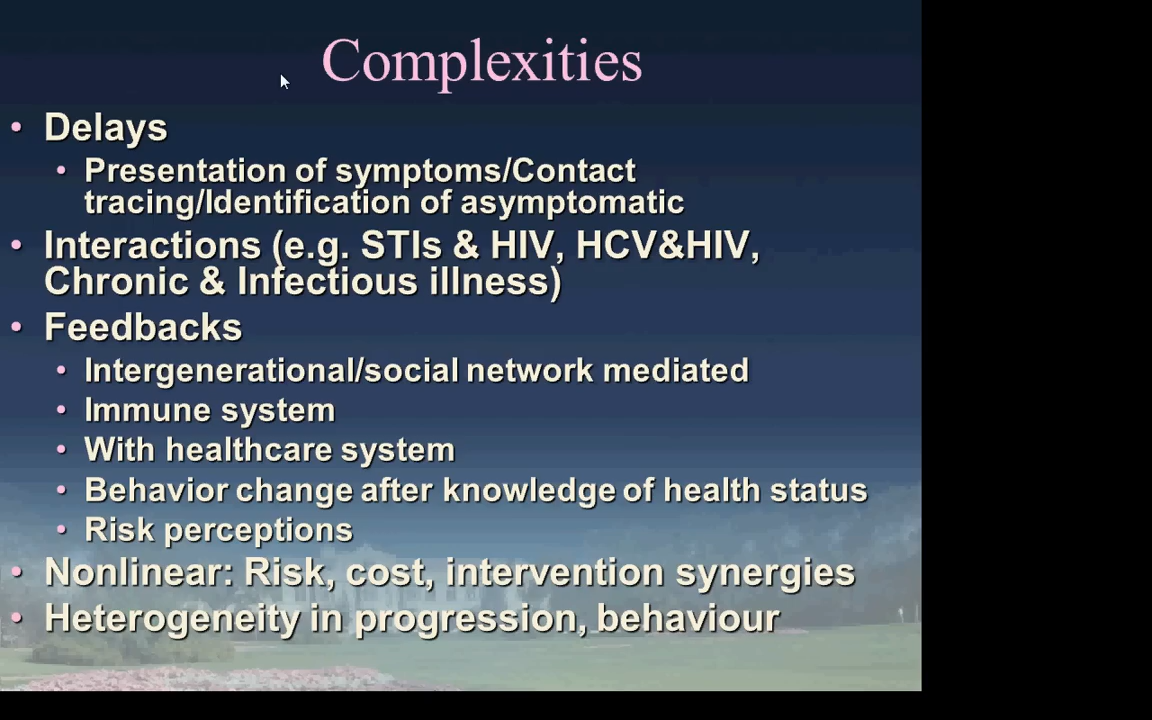 Complexities
• Delays
• Presentation of symptoms/Contact
tracing/Identification of asymptomatic
• Interactions (e.g. STIs & HIV, HCV&HIV,
Chronic & Infectious illness)
• Feedbacks
• Intergenerational/social network mediated
• Immune system
• With healthcare system
• Behavior change after knowledge of health status
• Risk perceptions
• Nonlinear: Risk, cost, intervention synergies
• Heterogeneity in progression, behaviour